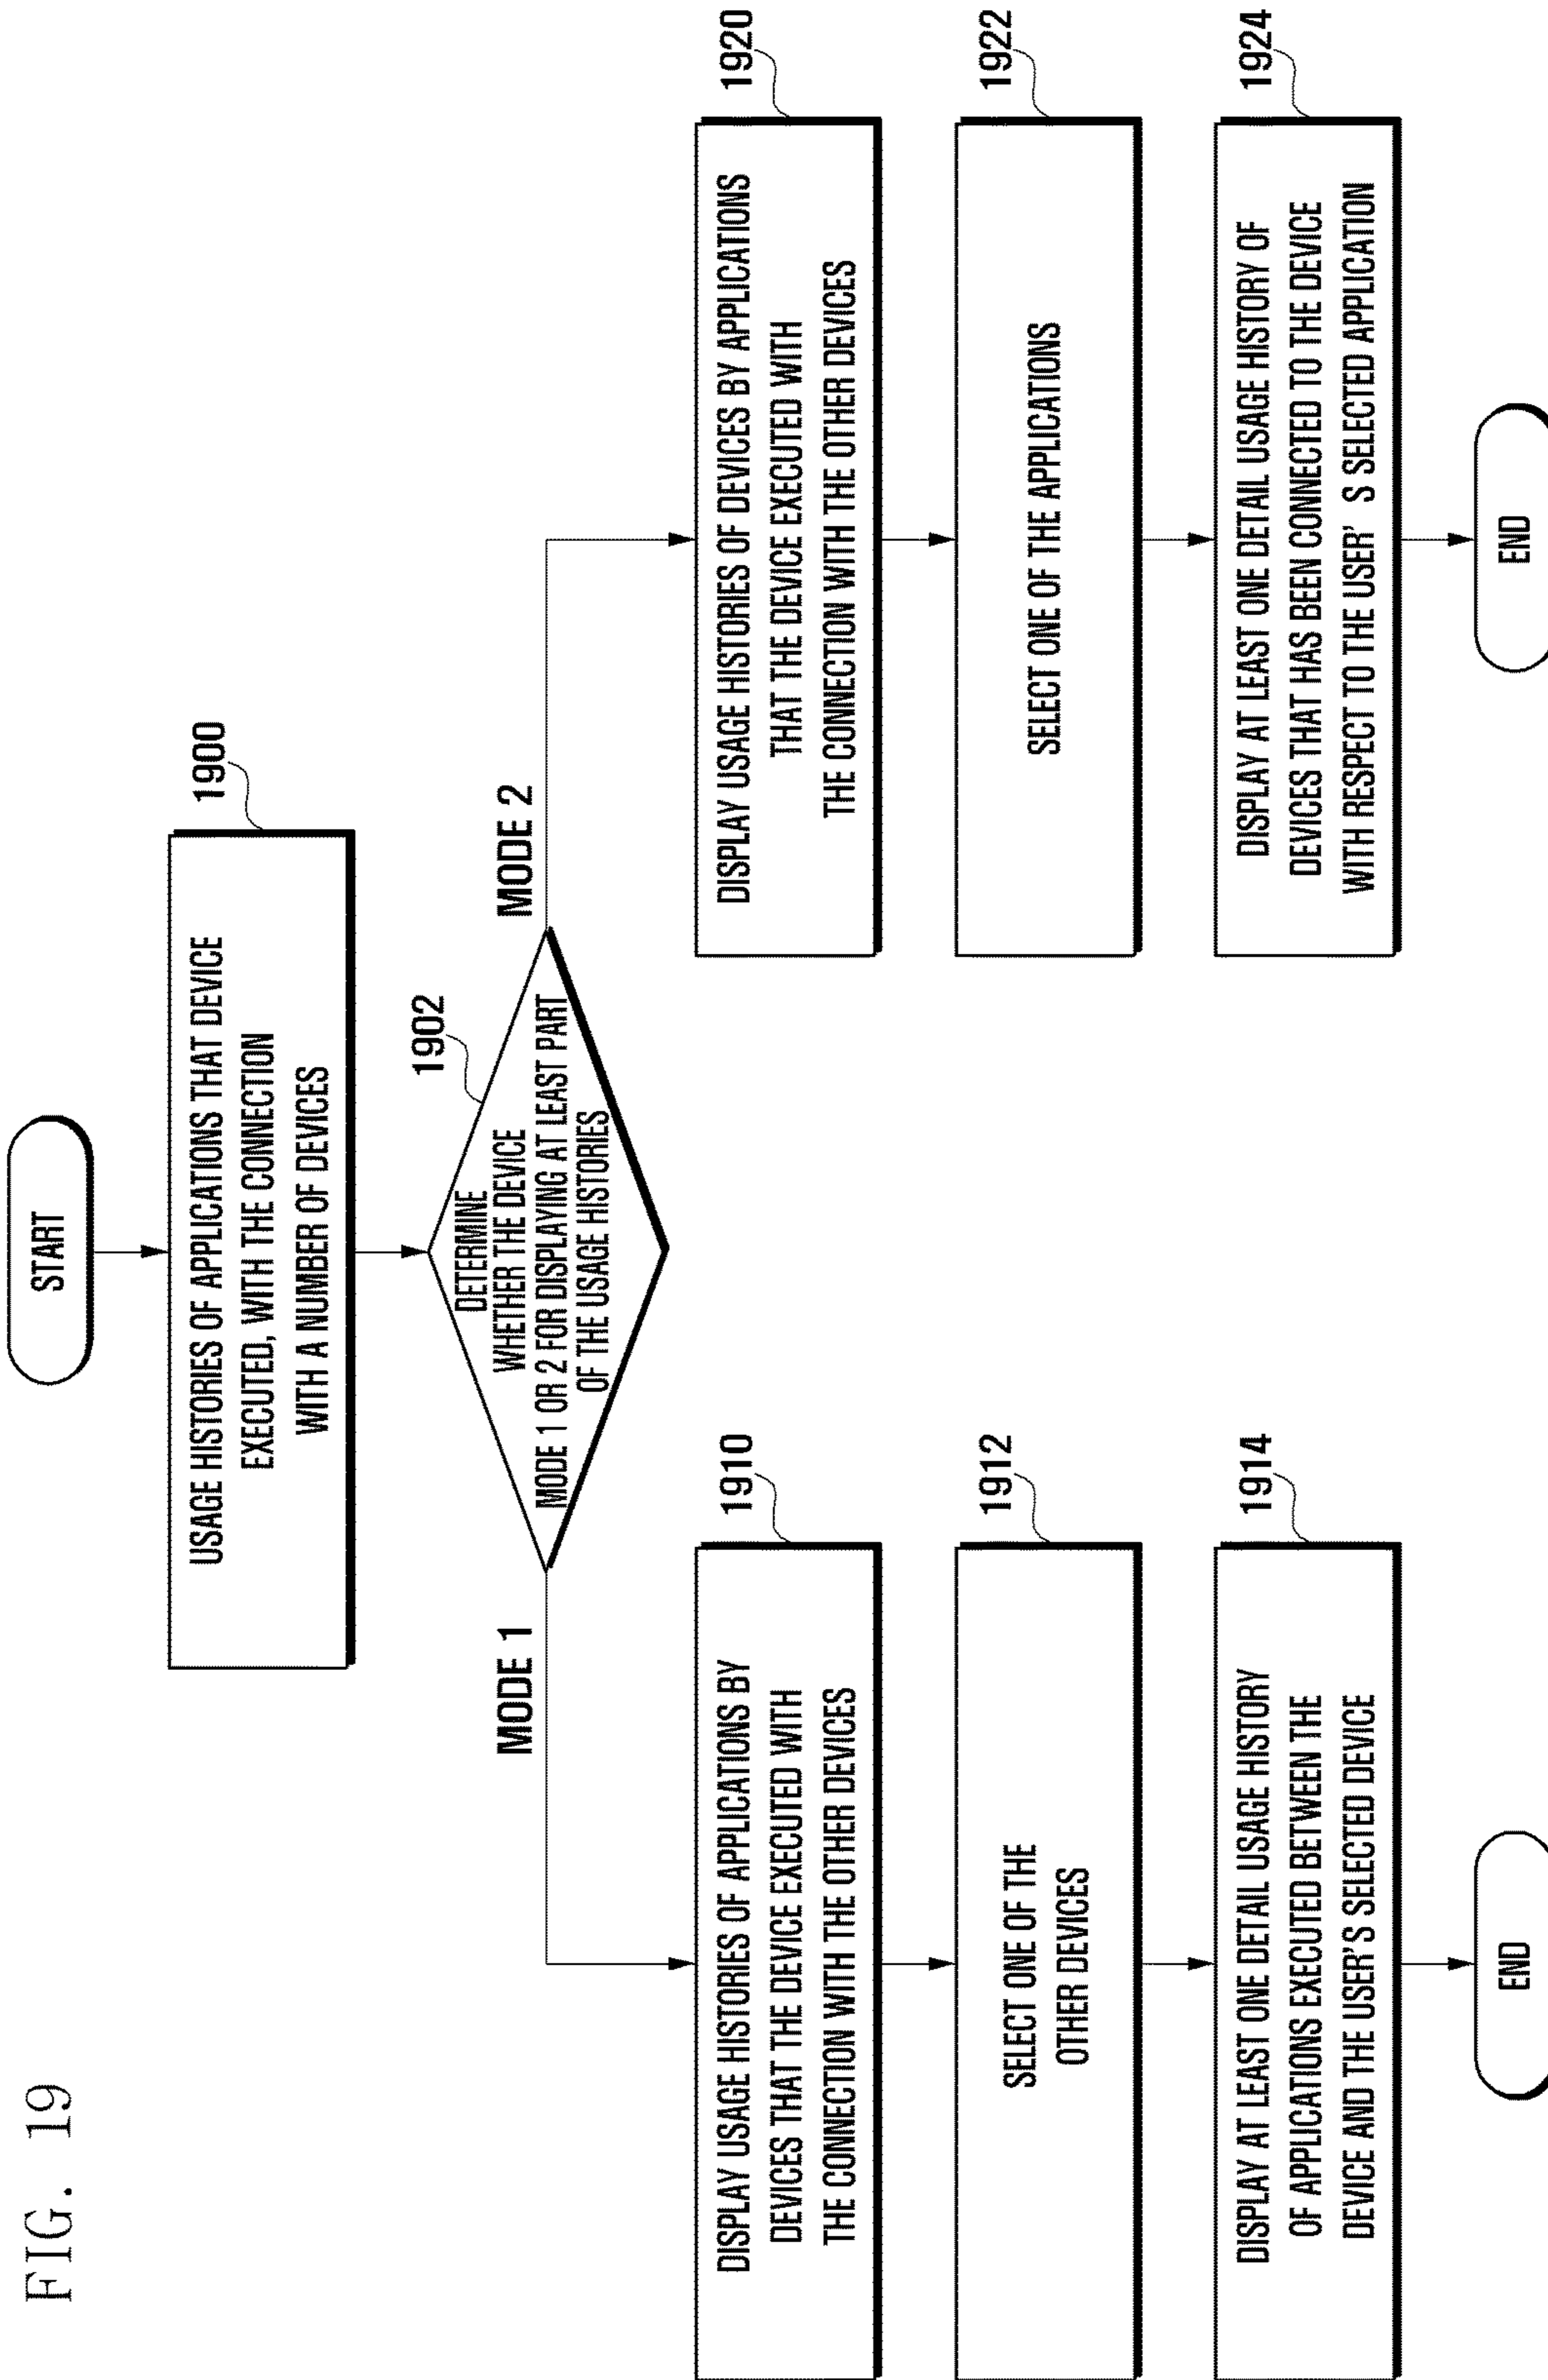 FIG. 19
START
1900
USAGE HISTORIES OF APPLICATIONS THAT DEVICE
EXECUTED, WITH THE CONNECTION
WITH A NUMBER OF DEVICES
1902
DETERMINE
WHETHER THE DEVICE
MODE 1 OR 2 FOR DISPLAYING AT LEAST PART
OF THE USAGE HISTORIES
MODE 1
MODE 2
1910
DISPLAY USAGE HISTORIES OF APPLICATIONS BY
DEVICES THAT THE DEVICE EXECUTED WITH
THE CONNECTION WITH THE OTHER DEVICES
1912
SELECT ONE OF THE
OTHER DEVICES
1914
DISPLAY AT LEAST ONE DETAIL USAGE HISTORY
OF APPLICATIONS EXECUTED BETWEEN THE
DEVICE AND THE USER'S SELECTED DEVICE
END
1920
DISPLAY USAGE HISTORIES OF DEVICES BY APPLICATIONS
THAT THE DEVICE EXECUTED WITH
THE CONNECTION WITH THE OTHER DEVICES
1922
SELECT ONE OF THE APPLICATIONS
1924
DISPLAY AT LEAST ONE DETAIL USAGE HISTORY OF
DEVICES THAT HAS BEEN CONNECTED TO THE DEVICE
WITH RESPECT TO THE USER' S SELECTED APPLICATION
END